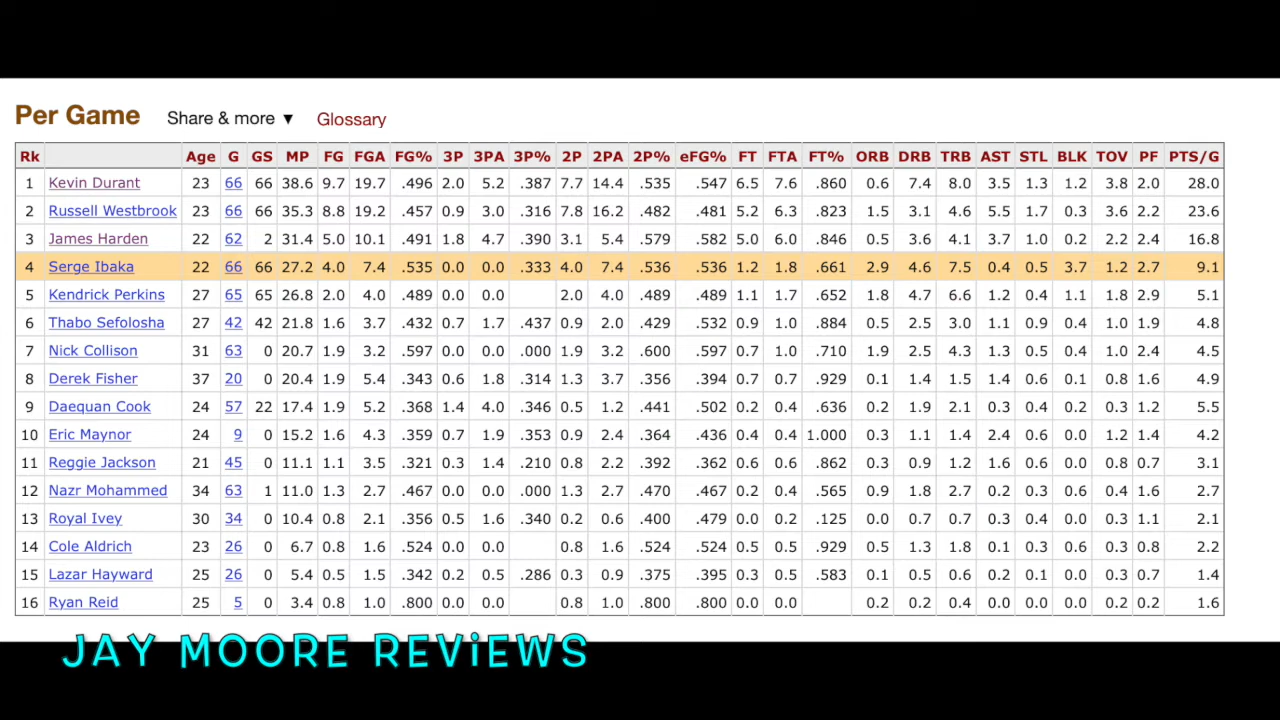 Per Game Share & more ▼ Glossary
Rk Age G GS MP FG FGA FG% 3P 3PA 3P% 2P 2PA 2P% eFG% FT FTA FT% ORB DRB TRB AST STL BLK TOV PF PTS/G
1 Kevin Durant 23 66 66 38.6 9.7 19.7 .496 2.0 5.2 .387 7.7 14.4 .535 .547 6.5 7.6 .860 0.6 7.4 8.0 3.5 1.3 1.2 3.8 2.0 28.0
2 Russell Westbrook 23 66 66 35.3 8.8 19.2 .457 0.9 3.0 .316 7.8 16.2 .482 .481 5.2 6.3 .823 1.5 3.1 4.6 5.5 1.7 0.3 3.6 2.2 23.6
3 James Harden 22 62 2 31.4 5.0 10.1 .491 1.8 4.7 .390 3.1 5.4 .579 .582 5.0 6.0 .846 0.5 3.6 4.1 3.7 1.0 0.2 2.2 2.4 16.8
4 Serge Ibaka 22 66 66 27.2 4.0 7.4 .535 0.0 0.0 .333 4.0 7.4 .536 .536 1.2 1.8 .661 2.9 4.6 7.5 0.4 0.5 3.7 1.2 2.7 9.1
5 Kendrick Perkins 27 65 65 26.8 2.0 4.0 .489 0.0 0.0 2.0 4.0 .489 .489 1.1 1.7 .652 1.8 4.7 6.6 1.2 0.4 1.1 1.8 2.9 5.1
6 Thabo Sefolosha 27 42 42 21.8 1.6 3.7 .432 0.7 1.7 .437 0.9 2.0 .429 .532 0.9 1.0 .884 0.5 2.5 3.0 1.1 0.9 0.4 1.0 1.9 4.8
7 Nick Collison 31 63 0 20.7 1.9 3.2 .597 0.0 0.0 .000 1.9 3.2 .600 .597 0.7 1.0 .710 1.9 2.5 4.3 1.3 0.5 0.4 1.0 2.4 4.5
8 Derek Fisher 37 20 0 20.4 1.9 5.4 .343 0.6 1.8 .314 1.3 3.7 .356 .394 0.7 0.7 .929 0.1 1.4 1.5 1.4 0.6 0.1 0.8 1.6 4.9
9 Daequan Cook 24 57 22 17.4 1.9 5.2 .368 1.4 4.0 .346 0.5 1.2 .441 .502 0.2 0.4 .636 0.2 1.9 2.1 0.3 0.4 0.2 0.3 1.2 5.5
10 Eric Maynor 24 9 0 15.2 1.6 4.3 .359 0.7 1.9 .353 0.9 2.4 .364 .436 0.4 0.4 1.000 0.3 1.1 1.4 2.4 0.6 0.0 1.2 1.4 4.2
11 Reggie Jackson 21 45 0 11.1 1.1 3.5 .321 0.3 1.4 .210 0.8 2.2 .392 .362 0.6 0.6 .862 0.3 0.9 1.2 1.6 0.6 0.0 0.8 0.7 3.1
12 Nazr Mohammed 34 63 1 11.0 1.3 2.7 .467 0.0 0.0 .000 1.3 2.7 .470 .467 0.2 0.4 .565 0.9 1.8 2.7 0.2 0.3 0.6 0.4 1.6 2.7
13 Royal Ivey 30 34 0 10.4 0.8 2.1 .356 0.5 1.6 .340 0.2 0.6 .400 .479 0.0 0.2 .125 0.0 0.7 0.7 0.3 0.4 0.0 0.3 1.1 2.1
14 Cole Aldrich 23 26 0 6.7 0.8 1.6 .524 0.0 0.0 0.8 1.6 .524 .524 0.5 0.5 .929 0.5 1.3 1.8 0.1 0.3 0.6 0.3 0.8 2.2
15 Lazar Hayward 25 26 0 5.4 0.5 1.5 .342 0.2 0.5 .286 0.3 0.9 .375 .395 0.3 0.5 .583 0.1 0.5 0.6 0.2 0.1 0.0 0.3 0.7 1.4
16 Ryan Reid 25 5 0 3.4 0.8 1.0 .800 0.0 0.0 0.8 1.0 .800 .800 0.0 0.0 0.2 0.2 0.4 0.0 0.0 0.0 0.2 0.2 1.6
JAY MOORE REViEWS